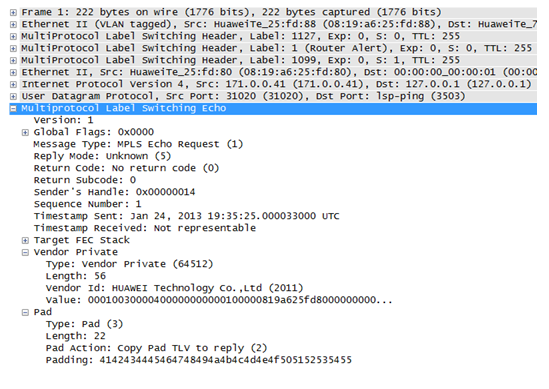 Frame 1: 222 bytes on wire (1776 bits), 222 bytes captured (1776 bits)
Ethernet II (VLAN tagged), Src: HuaweiTe_25:fd:88 (08:19:a6:25:fd:88), Dst: HuaweiTe_7
MultiProtocol Label Switching Header, Label: 1127, Exp: 0, S: 0, TTL: 255
MultiProtocol Label Switching Header, Label: 1 (Router Alert), Exp: 0, S: 0, TTL: 255
MultiProtocol Label Switching Header, Label: 1099, Exp: 0, S: 1, TTL: 255
Ethernet II, Src: HuaweiTe_25:fd:80 (08:19:a6:25:fd:80), Dst: 00:00:00_00:00:01 (00:00
Internet Protocol Version 4, Src: 171.0.0.41 (171.0.0.41), Dst: 127.0.0.1 (127.0.0.1)
User Datagram Protocol, Src Port: 31020 (31020), Dst Port: lsp-ping (3503)
Multiprotocol Label Switching Echo
Version: 1
Global Flags: 0x0000
Message Type: MPLS Echo Request (1)
Reply Mode: Unknown (5)
Return Code: No return code (0)
Return Subcode: 0
Sender's Handle: 0x00000014
Sequence Number: 1
Timestamp Sent: Jan 24, 2013 19:35:25.000033000 UTC
Timestamp Received: Not representable
Target FEC Stack
Vendor Private
Type: Vendor Private (64512)
Length: 56
Vendor Id: HUAWEI Technology Co.,Ltd (2011)
value: 0001003000040000000000100000819a625fd8000000000...
Pad
Type: Pad (3)
Length: 22
Pad Action: Copy Pad TLV to reply (2)
Padding: 4142434445464748494a4b4c4d4e4f505152535455